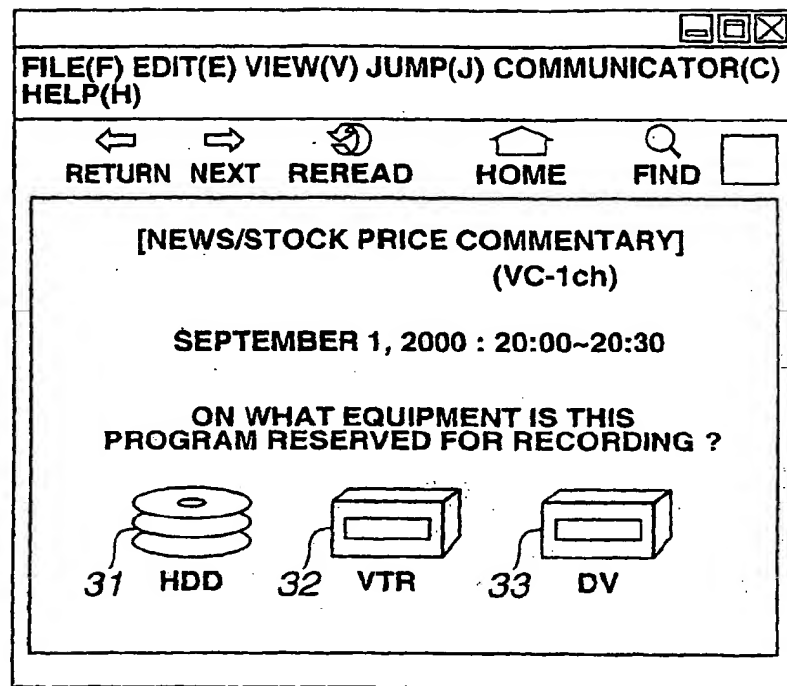 FILE(F) EDIT(E) VIEW(V) JUMP(J) COMMUNICATOR(C)
HELP(H)
RETURN NEXT REREAD HOME FIND
[NEWS/STOCK PRICE COMMENTARY]
(VC-1ch)
SEPTEMBER 1, 2000 : 20:00~20:30
ON WHAT EQUIPMENT IS THIS
PROGRAM RESERVED FOR RECORDING ?
31 HDD 32 VTR 33 DV